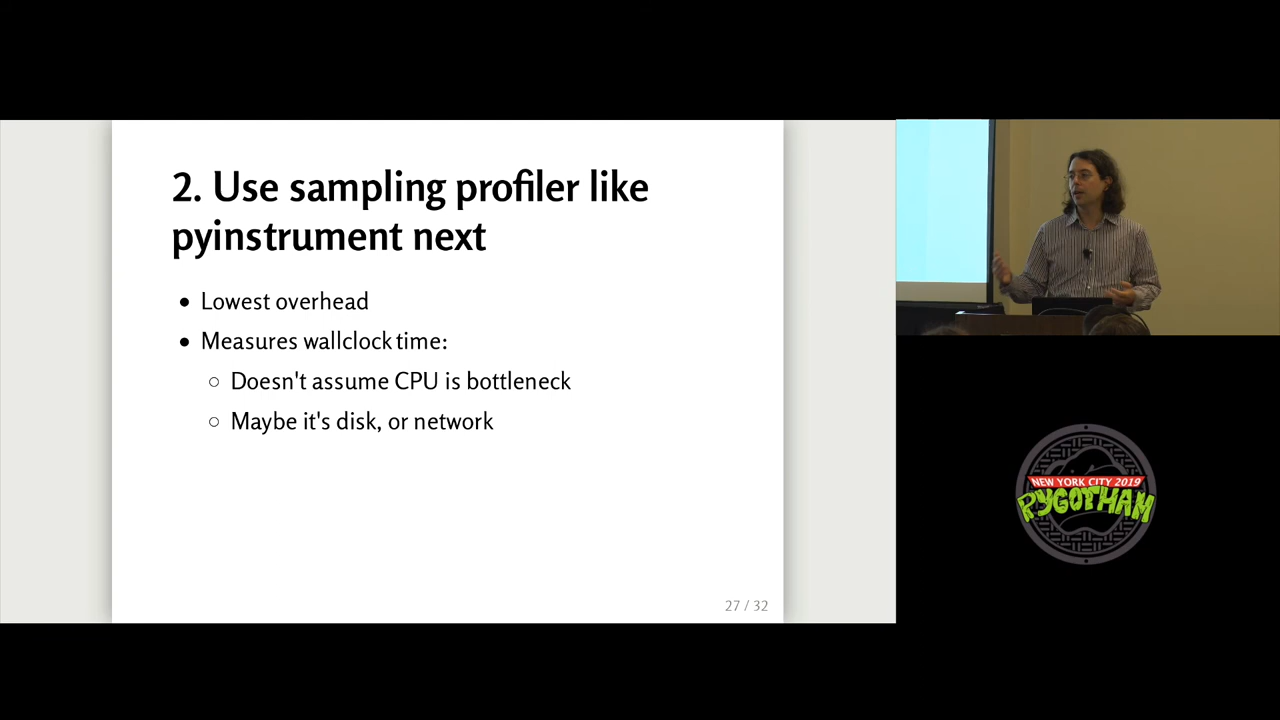 2. Use sampling profiler like
pyinstrument next
• Lowest overhead
• Measures wallclock time:
○ Doesn't assume CPU is bottleneck
○ Maybe it's disk, or network
27 / 32
NEW YORK CITY 2019
PYGOTHAM